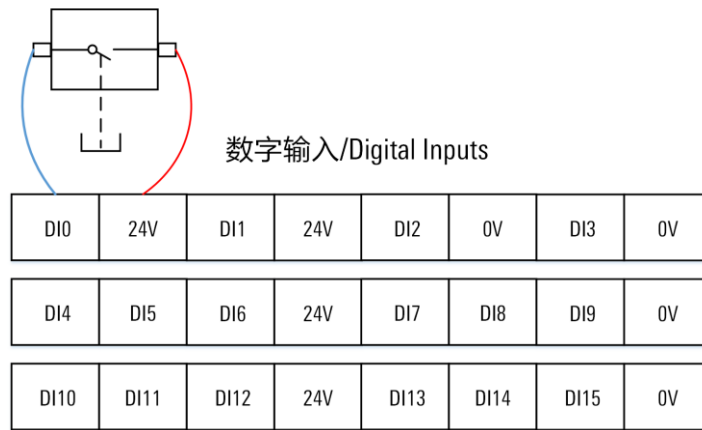 数字输入/Digital Inputs
DI0 24V DI1 24V DI2 0V DI3 0V
DI4 DI5 DI6 24V DI7 DI8 DI9 0V
DI10 DI11 DI12 24V DI13 DI14 DI15 0V